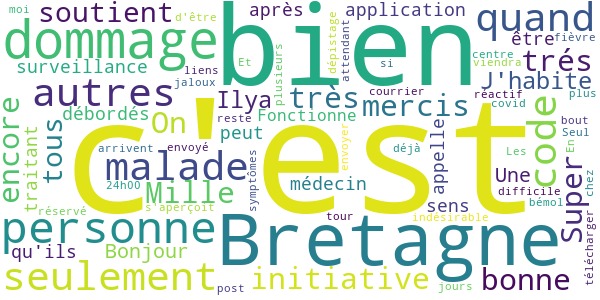 moi
soutient
d'être
après
application
quand
dommage
bien
dépistage
attendant
être
fièvre
surveillance
Et
liens
si
centre
trés
viendra
autres
jaloux
plusieurs
J'habite
Ilya
très
courrier
réactif
plus
débordés
On
reste
Fonctionne
mercis
covid
code
encore
tous
peut
envoyer
déjà
appelle
Seul
bout
traitant
c'est
arrivent
envoyé
Les
En
chez
malade
symptômes
médecin
Une
Super
24h00
Mille
sens
difficile
réservé
s'aperçoit
tour
indésirable
bémol
télécharger
personne
Bretagne
qu'ils
Bonjour
seulement
initiative
bonne
post
jours